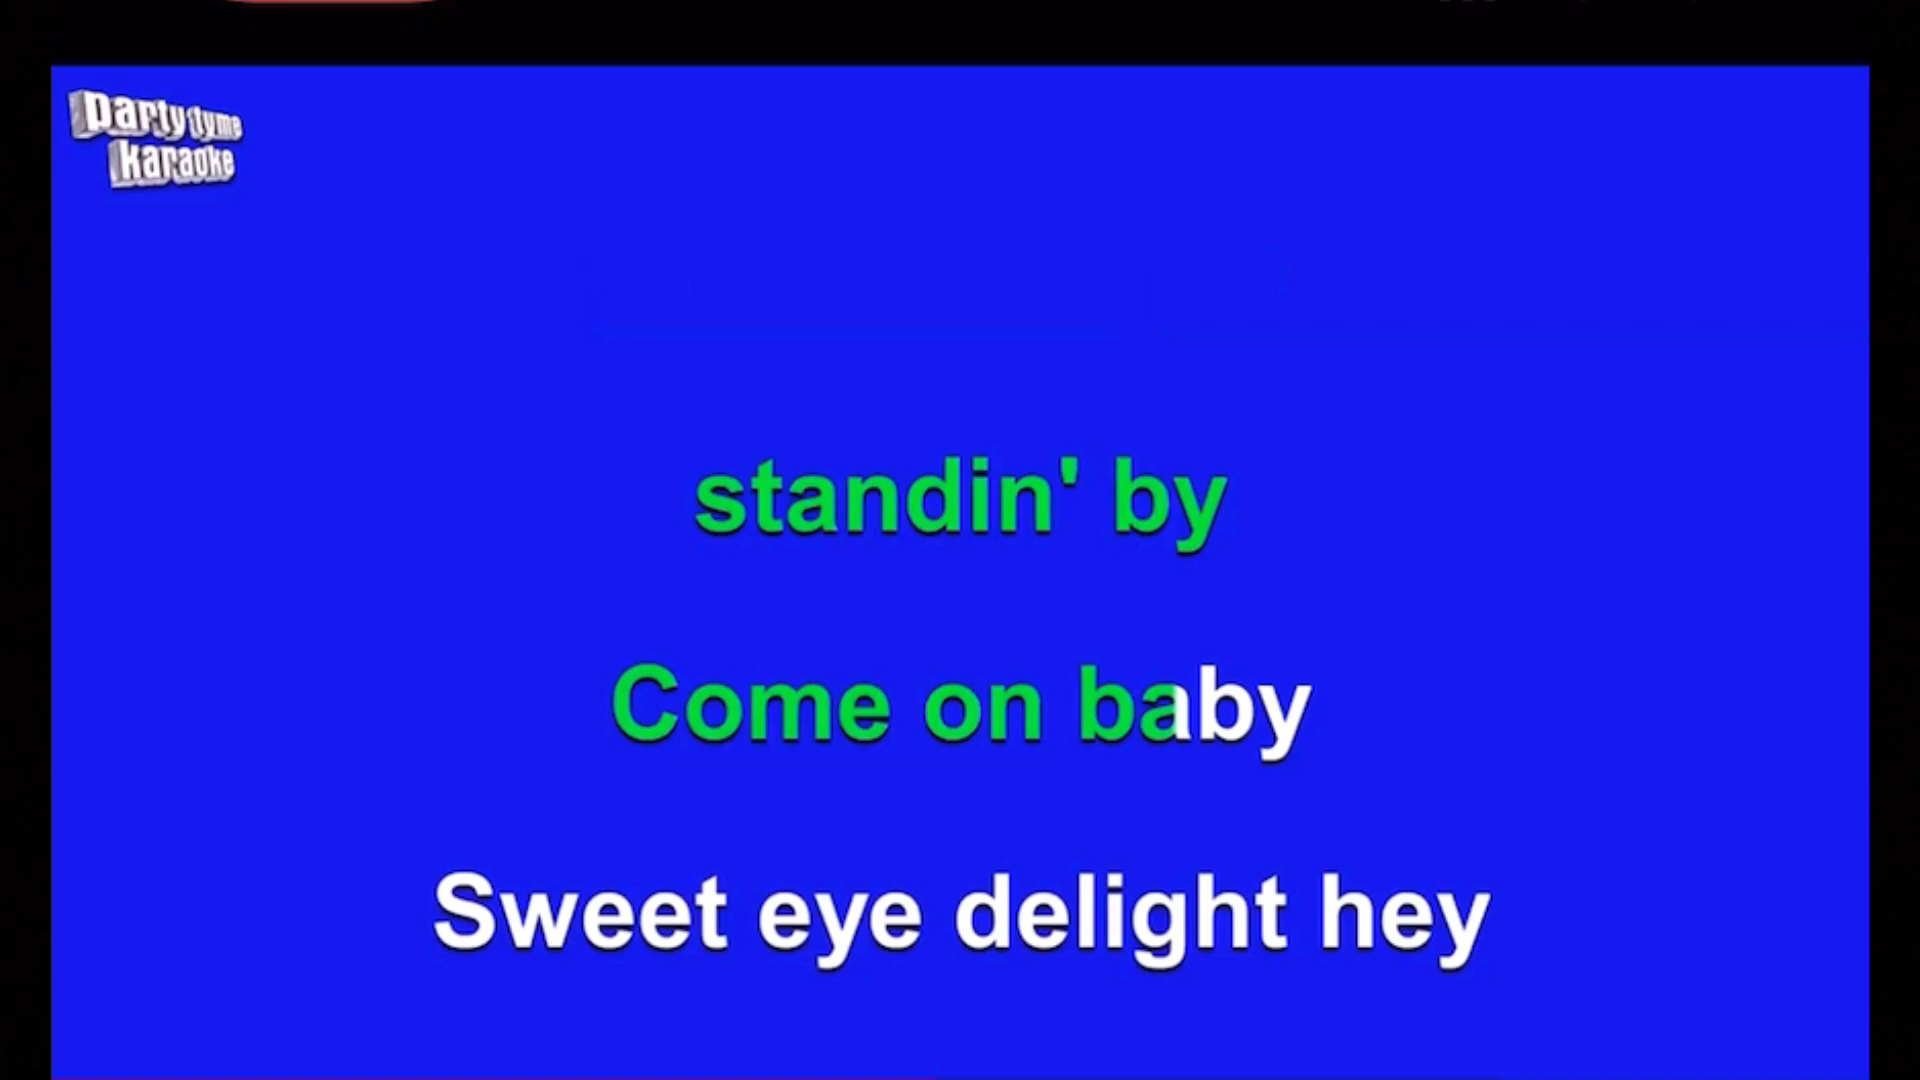 party tyme
karaoke
standin' by
Come on baby
Sweet eye delight hey